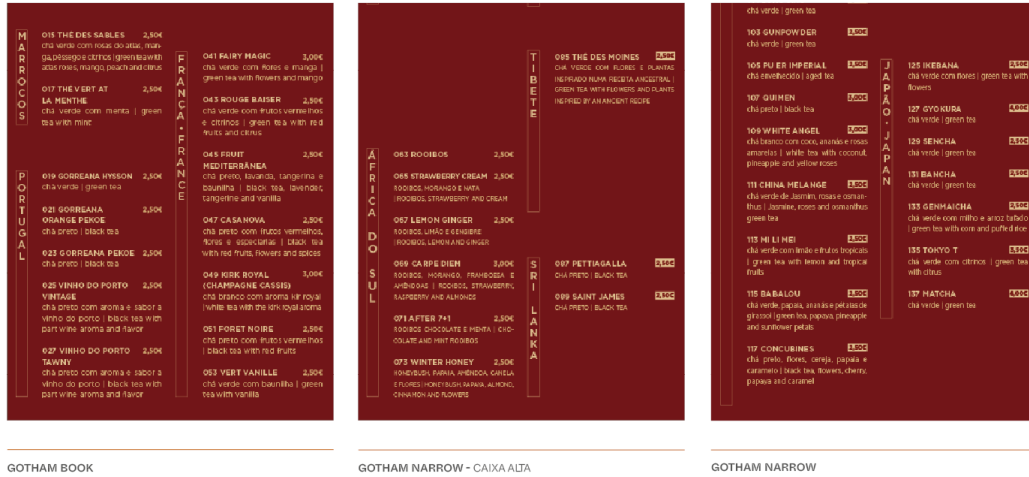 MARROCOS
015 THÉ DES SABLES 2,50€
chá verde com rosas do atlas, man-
ga, pêssego e citrinos | green tea with
atlas roses, mango, peach and citrus
017 THÉ VERT AT
LA MENTHE 2,50€
chá verde com menta | green
tea with mint
PORTUGAL
019 GORREANA HYSSON 2,50€
chá verde | green tea
021 GORREANA
ORANGE PEKOE 2,50€
chá preto | black tea
023 GORREANA PEKOE 2,50€
chá preto | black tea
025 VINHO DO PORTO
VINTAGE 2,50€
chá preto com aroma e sabor a
vinho do porto | black tea with
port wine aroma and flavor
027 VINHO DO PORTO
TAWNY 2,50€
chá preto com aroma e sabor a
vinho do porto | black tea with
port wine aroma and flavor
FRANÇA · FRANCE
041 FAIRY MAGIC 3,00€
chá verde com flores e manga |
green tea with flowers and mango
043 ROUGE BAISER 2,50€
chá verde com frutos vermelhos
e citrinos | green tea with red
fruits and citrus
045 FRUIT
MEDITERRÂNEA 2,50€
chá preto, lavanda, tangerina e
baunilha | black tea, lavender,
tangerine and vanilla
047 CASANOVA 2,50€
chá preto com frutos vermelhos,
flores e especiarias | black tea
with red fruits, flowers and spices
049 KIRK ROYAL
(CHAMPAGNE CASSIS) 3,00€
chá branco com aroma kir royal
|white tea with the kirk royal aroma
051 FORET NOIRE 2,50€
chá preto com frutos vermelhos
| black tea with red fruits
053 VERT VANILLE 2,50€
chá verde com baunilha | green
tea with vanilla
GOTHAM BOOK
ÁFRICA DO SUL
063 ROOIBOS 2,50€
065 STRAWBERRY CREAM 2,50€
ROOIBOS, MORANGO E NATA
| ROOIBOS, STRAWBERRY AND CREAM
067 LEMON GINGER 2,50€
ROOIBOS, LIMÃO E GENGIBRE
| ROOIBOS, LEMON AND GINGER
069 CARPE DIEM 3,00€
ROOIBOS, MORANGO, FRAMBOESA E
AMÊNDOAS | ROOIBOS, STRAWBERRY,
RASPBERRY AND ALMONDS
071 AFTER 7+1 2,50€
ROOIBOS CHOCOLATE E MENTA | CHO-
COLATE AND MINT ROOIBOS
073 WINTER HONEY 2,50€
HONEYBUSH, PAPAIA, AMÊNDOA, CANELA
E FLORES | HONEYBUSH, PAPAIA, ALMOND,
CINNAMON AND FLOWERS
TIBETE
085 THÉ DES MOINES 2,50€
CHÁ VERDE COM FLORES E PLANTAS
INSPIRADO NUMA RECEITA ANCESTRAL |
GREEN TEA WITH FLOWERS AND PLANTS
INSPIRED BY AN ANCIENT RECIPE
SRI LANKA
087 PETTIAGALLA 2,50€
CHÁ PRETO | BLACK TEA
089 SAINT JAMES 2,50€
CHÁ PRETO | BLACK TEA
GOTHAM NARROW - CAIXA ALTA
chá verde | green tea
103 GUNPOWDER 2,50€
chá verde | green tea
105 PU ER IMPERIAL 2,50€
chá envelhecido | aged tea
107 QUIMEN 2,50€
chá preto | black tea
109 WHITE ANGEL
chá branco com coco, ananás e rosas
amarelas | white tea with coconut,
pineapple and yellow roses
111 CHINA MELANGE 2,50€
chá verde de Jasmim, rosas e osman-
thus | Jasmine, roses and osmanthus
green tea
113 MI LI MEI 2,50€
chá verde com limão e frutos tropicais
| green tea with lemon and tropical
fruits
115 BABALOU 2,50€
chá verde, papaia, ananás e pétalas de
girassol | green tea, papaya, pineapple
and sunflower petals
117 CONCUBINES 2,50€
chá preto, flores, cereja, papaia e
caramelo | black tea, flowers, cherry,
papaya and caramel
JAPÃO · JAPAN
125 IKEBANA
chá verde com flores | green tea with
flowers
127 GYOKURA
chá verde | green tea
129 SENCHA
chá verde | green tea
131 BANCHA
chá verde | green tea
133 GENMAICHA
chá verde com milho e arroz tufado
| green tea with corn and puffed rice
135 TOKYO T
chá verde com citrinos | green tea
with citrus
137 MATCHA
chá verde | green tea
GOTHAM NARROW